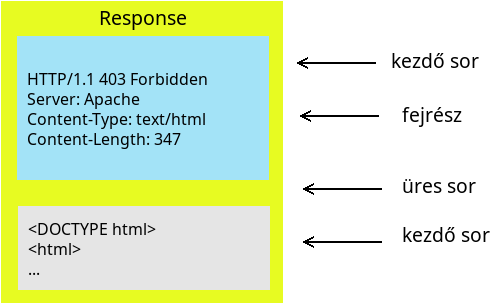 Response
HTTP/1.1 403 Forbidden
Server: Apache
Content-Type: text/html
Content-Length: 347
<DOCTYPE html>
<html>
...
kezdő sor
fejrész
üres sor
kezdő sor